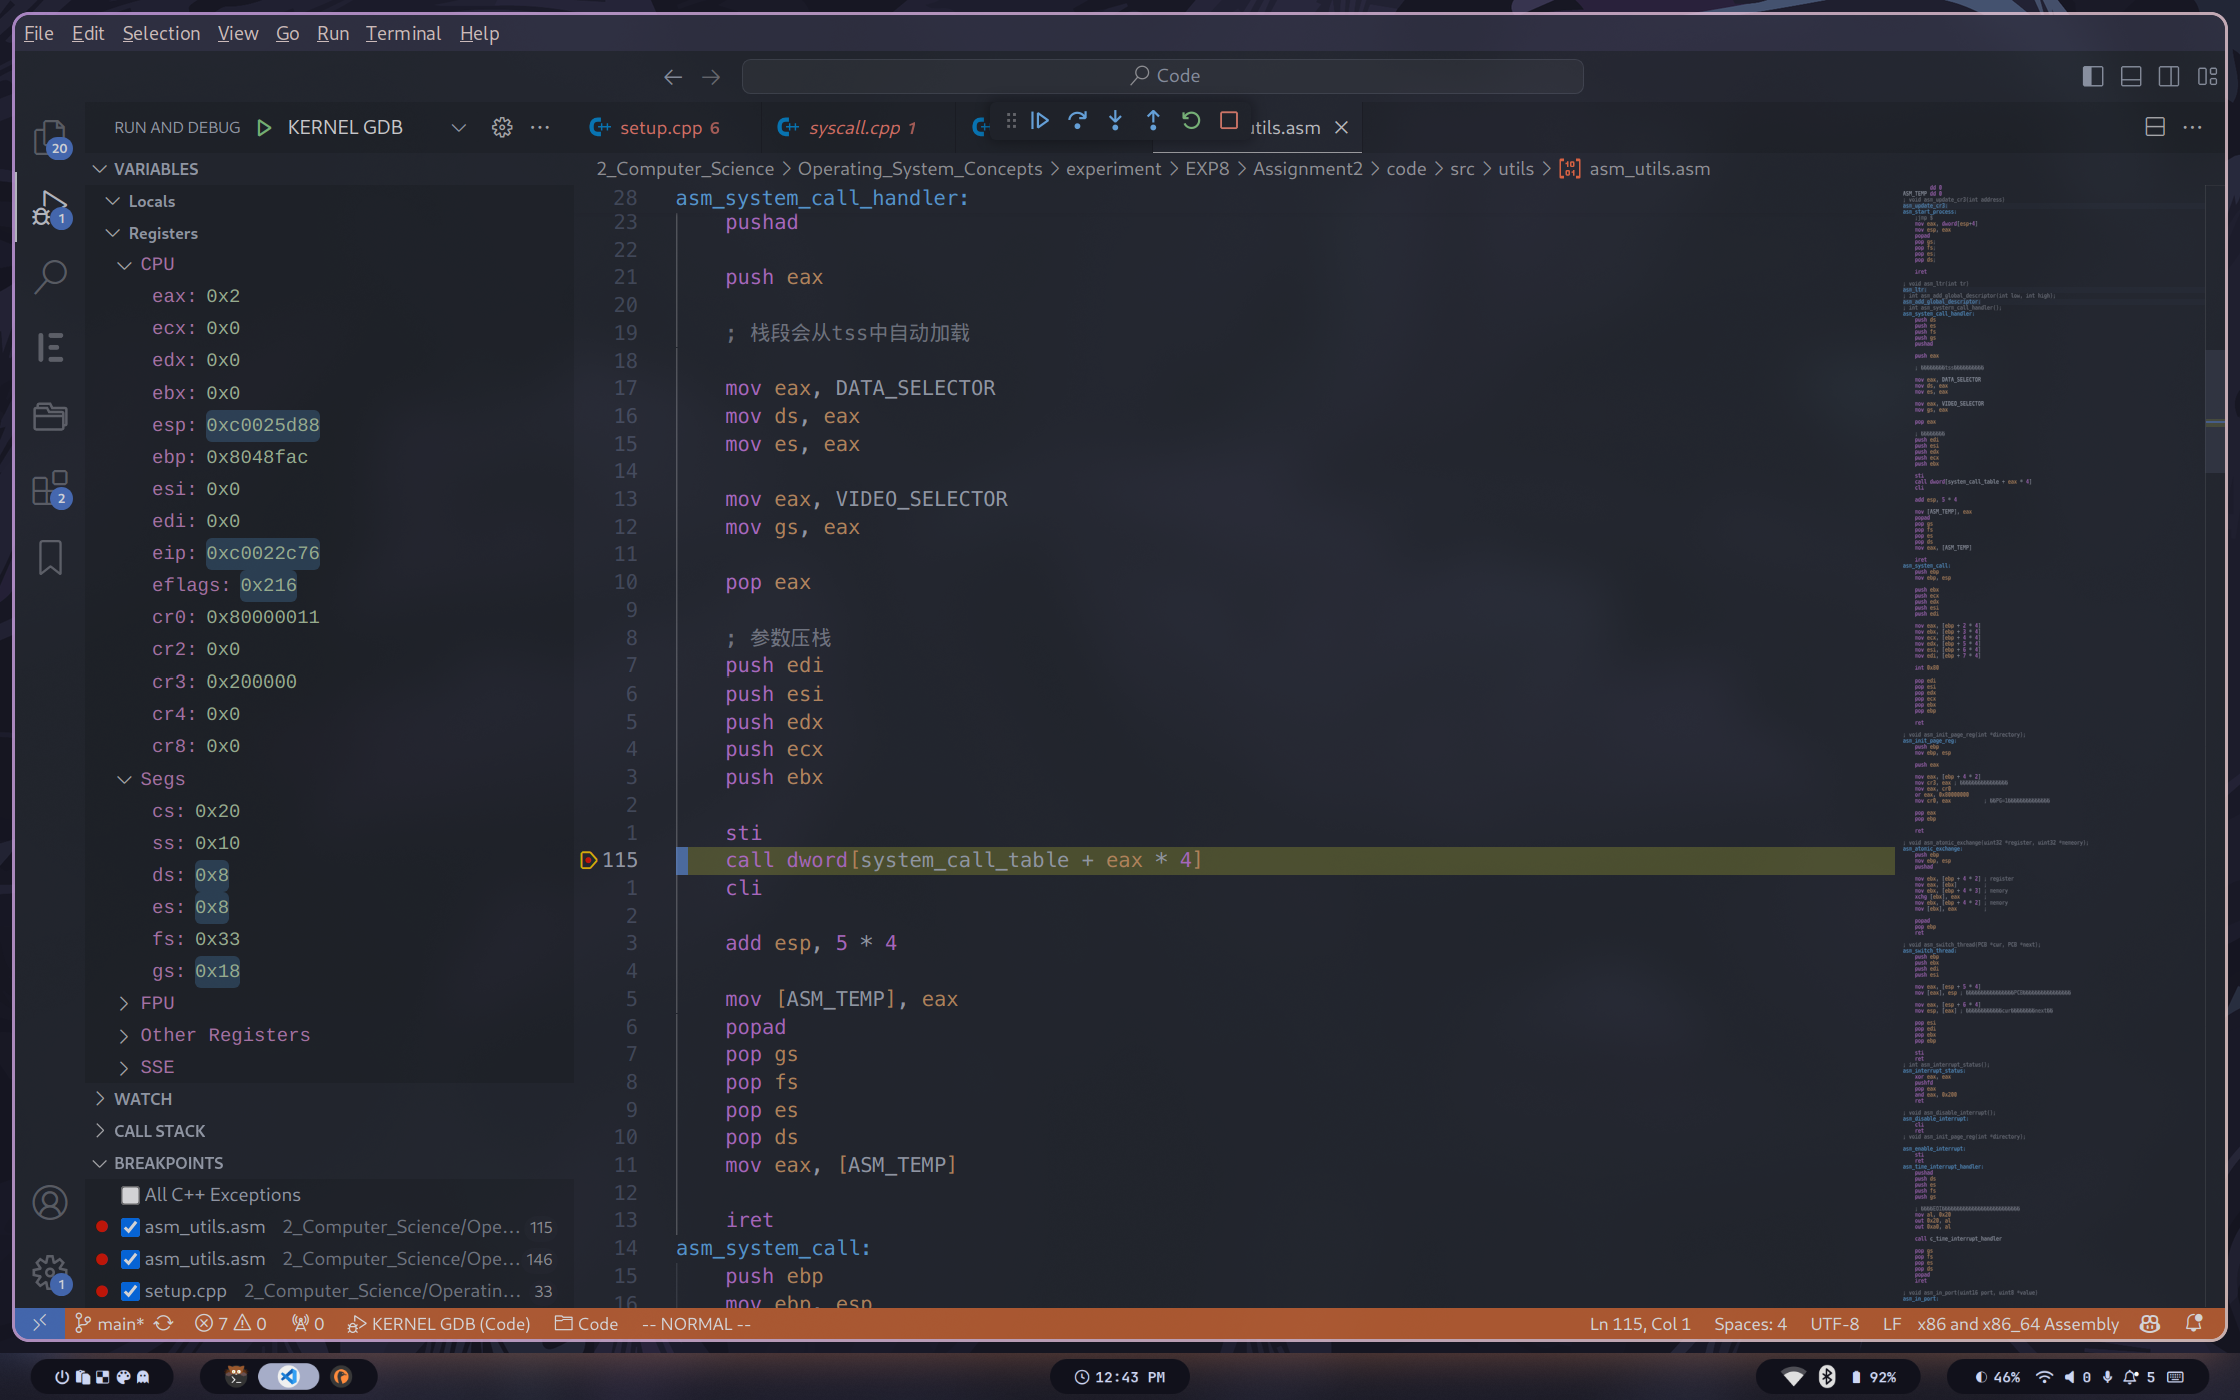 File Edit Selection View Go Run Terminal Help
Code
RUN AND DEBUG KERNEL GDB
setup.cpp 6 syscall.cpp 1 utils.asm
20
1
2
1
2_Computer_Science > Operating_System_Concepts > experiment > EXP8 > Assignment2 > code > src > utils > asm_utils.asm
VARIABLES
Locals
Registers
CPU
eax: 0x2
ecx: 0x0
edx: 0x0
ebx: 0x0
esp: 0xc0025d88
ebp: 0x8048fac
esi: 0x0
edi: 0x0
eip: 0xc0022c76
eflags: 0x216
cr0: 0x80000011
cr2: 0x0
cr3: 0x200000
cr4: 0x0
cr8: 0x0
Segs
cs: 0x20
ss: 0x10
ds: 0x8
es: 0x8
fs: 0x33
gs: 0x18
FPU
Other Registers
SSE
WATCH
CALL STACK
BREAKPOINTS
All C++ Exceptions
asm_utils.asm 2_Computer_Science/Ope... 115
asm_utils.asm 2_Computer_Science/Ope... 146
setup.cpp 2_Computer_Science/Operatin... 33
28 asm_system_call_handler:
23 pushad
22
21 push eax
20
19 ; 栈段会从tss中自动加载
18
17 mov eax, DATA_SELECTOR
16 mov ds, eax
15 mov es, eax
14
13 mov eax, VIDEO_SELECTOR
12 mov gs, eax
11
10 pop eax
9
8 ; 参数压栈
7 push edi
6 push esi
5 push edx
4 push ecx
3 push ebx
2
1 sti
115 call dword[system_call_table + eax * 4]
1 cli
2
3 add esp, 5 * 4
4
5 mov [ASM_TEMP], eax
6 popad
7 pop gs
8 pop fs
9 pop es
10 pop ds
11 mov eax, [ASM_TEMP]
12
13 iret
14 asm_system_call:
15 push ebp
16 mov ebp, esp
main* 7 0 0 KERNEL GDB (Code) Code -- NORMAL -- Ln 115, Col 1 Spaces: 4 UTF-8 LF x86 and x86_64 Assembly
12:43 PM 92% 46% 0 5